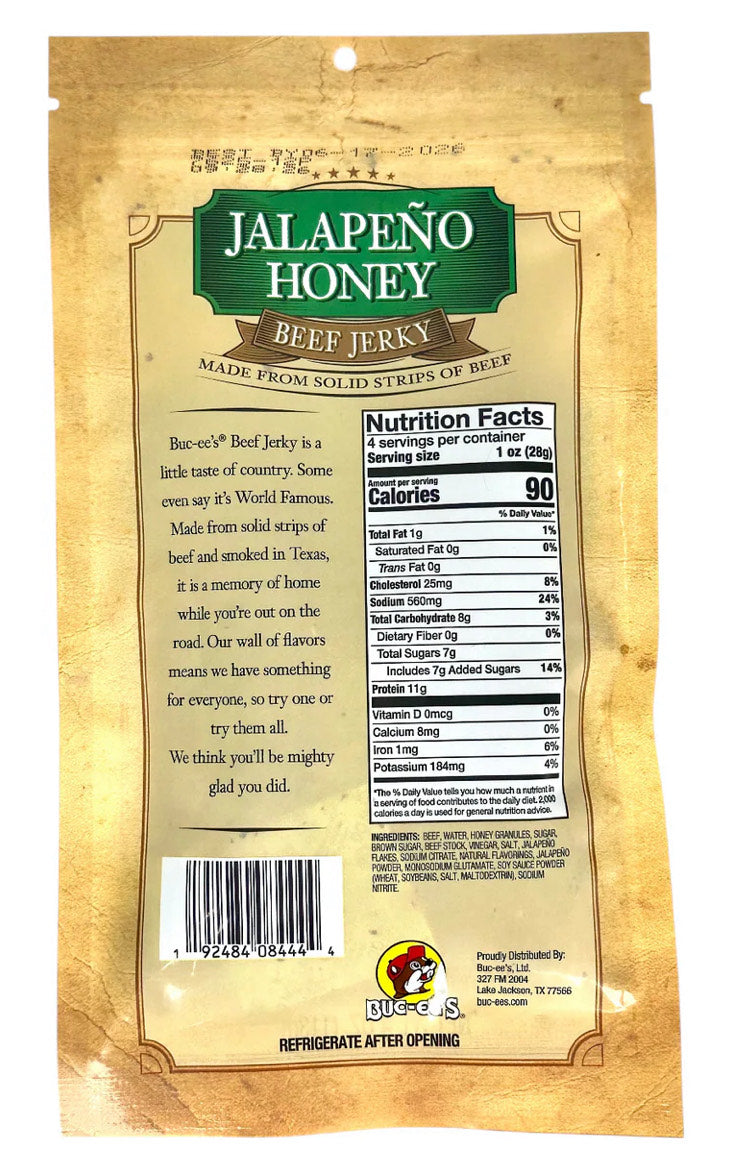 BEST BY06-17-2026
JALAPEÑO
HONEY
BEEF JERKY
MADE FROM SOLID STRIPS OF BEEF
Buc-ee's® Beef Jerky is a
little taste of country. Some
even say it's World Famous.
Made from solid strips of
beef and smoked in Texas,
it is a memory of home
while you're out on the
road. Our wall of flavors
means we have something
for everyone, so try one or
try them all.
We think you'll be mighty
glad you did.
Nutrition Facts
4 servings per container
Serving size 1 oz (28g)
Amount per serving
Calories 90
% Daily Value*
Total Fat 1g 1%
Saturated Fat 0g 0%
Trans Fat 0g
Cholesterol 25mg 8%
Sodium 560mg 24%
Total Carbohydrate 8g 3%
Dietary Fiber 0g 0%
Total Sugars 7g
Includes 7g Added Sugars 14%
Protein 11g
Vitamin D 0mcg 0%
Calcium 8mg 0%
Iron 1mg 6%
Potassium 184mg 4%
*The % Daily Value tells you how much a nutrient in
a serving of food contributes to the daily diet. 2,000
calories a day is used for general nutrition advice.
INGREDIENTS: BEEF, WATER, HONEY GRANULES, SUGAR,
BROWN SUGAR, BEEF STOCK, VINEGAR, SALT, JALAPEÑO
FLAKES, SODIUM CITRATE, NATURAL FLAVORINGS, JALAPEÑO
POWDER, MONOSODIUM GLUTAMATE, SOY SAUCE POWDER
(WHEAT, SOYBEANS, SALT, MALTODEXTRIN), SODIUM
NITRITE.
1 92484 08444 4
BUC-EE'S®
Proudly Distributed By:
Buc-ee's, Ltd.
327 FM 2004
Lake Jackson, TX 77566
buc-ees.com
REFRIGERATE AFTER OPENING